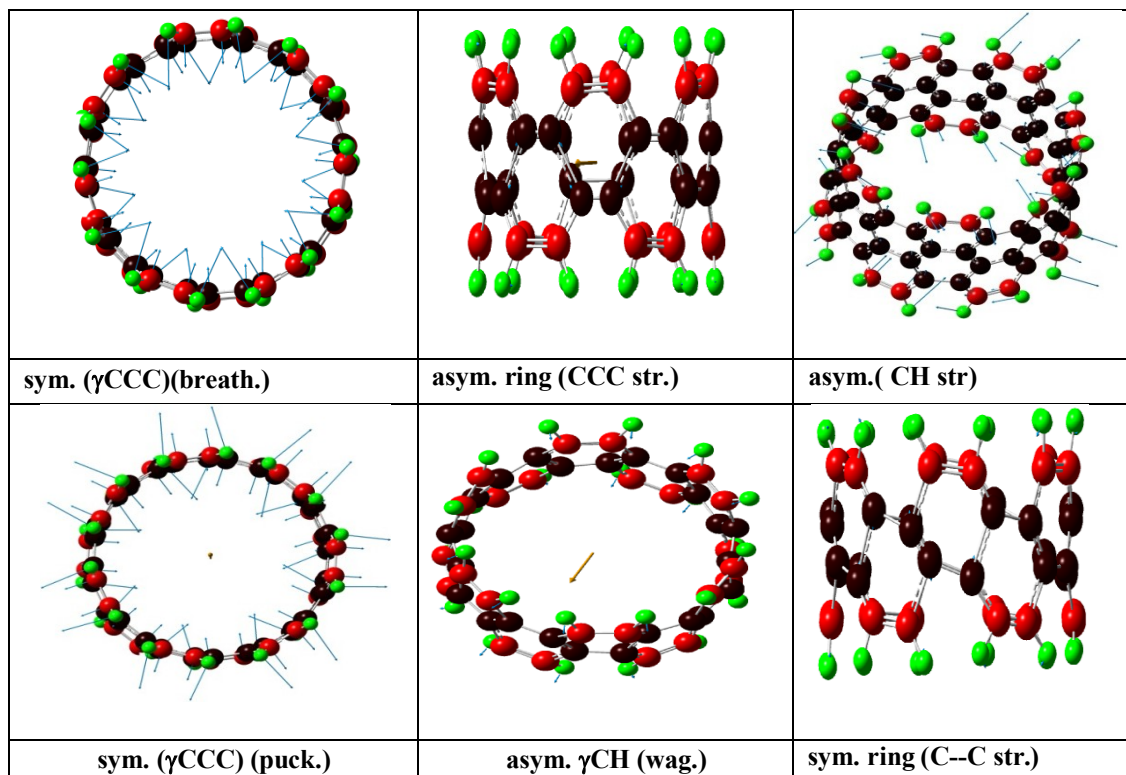 sym. (γCCC)(breath.)
asym. ring (CCC str.)
asym.( CH str)
sym. (γCCC) (puck.)
asym. γCH (wag.)
sym. ring (C--C str.)